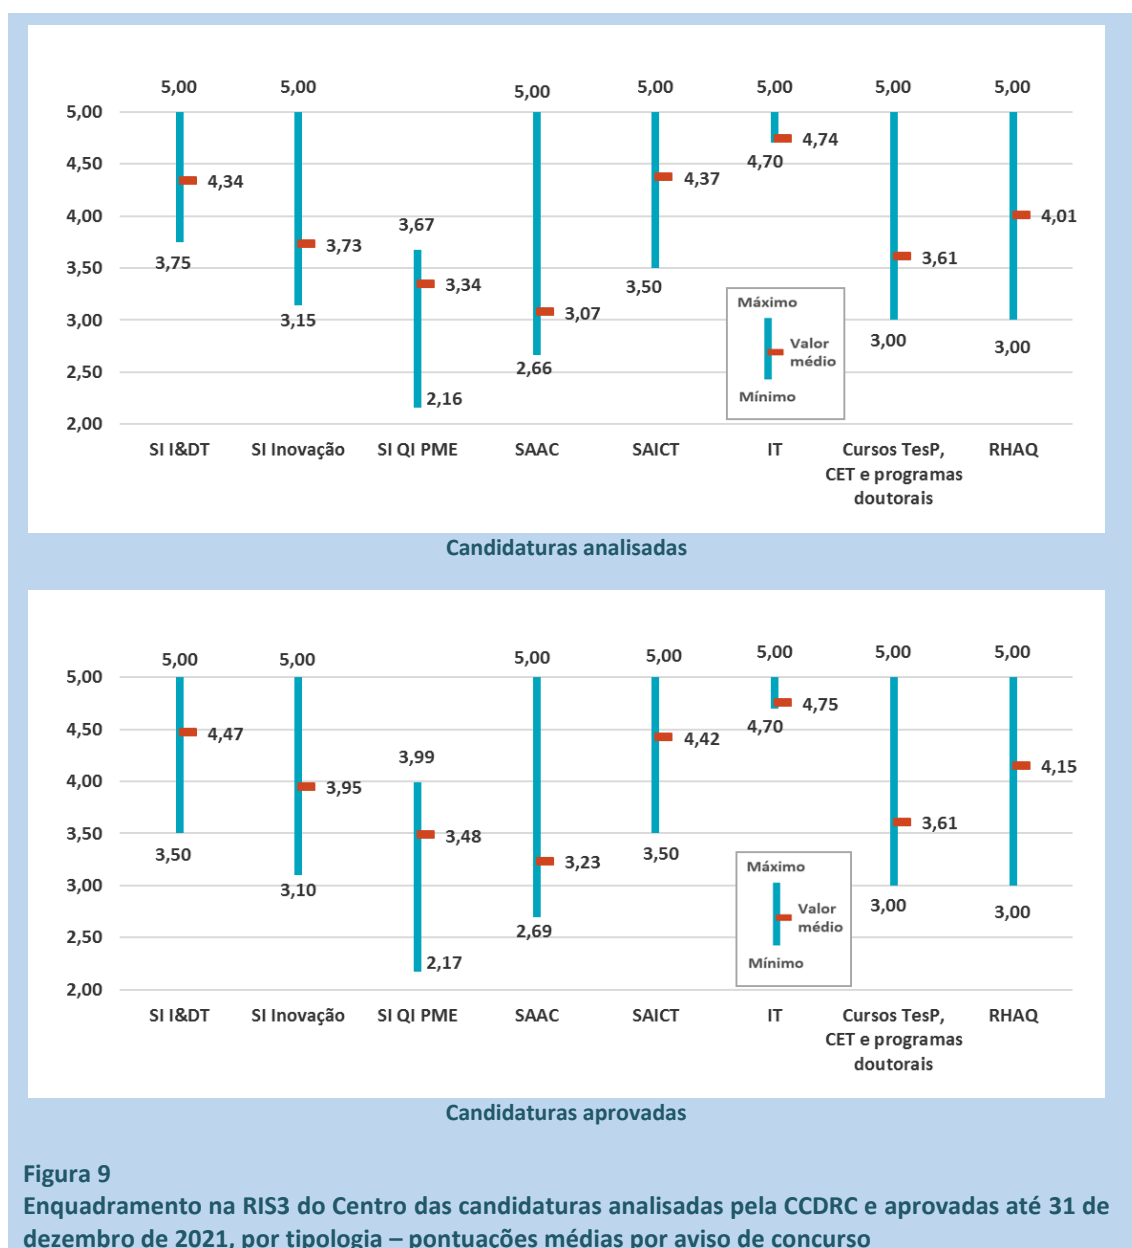 5,00 5,00 5,00 5,00 5,00 5,00 5,00
5,00
4,50
4,00
3,50
3,00
2,50
2,00
4,34
3,75
3,73
3,15
3,67
3,34
2,16
3,07
2,66
4,37
3,50
4,74
4,70
3,61
3,00
4,01
3,00
Máximo
Valor
médio
Mínimo
SI I&DT SI Inovação SI QI PME SAAC SAICT IT Cursos TesP, RHAQ
CET e programas
doutorais
Candidaturas analisadas
5,00 5,00 5,00 5,00 5,00 5,00 5,00
5,00
4,50
4,00
3,50
3,00
2,50
2,00
4,47
3,50
3,95
3,10
3,99
3,48
2,17
3,23
2,69
4,42
3,50
4,75
4,70
3,61
3,00
4,15
3,00
Máximo
Valor
médio
Mínimo
SI I&DT SI Inovação SI QI PME SAAC SAICT IT Cursos TesP, RHAQ
CET e programas
doutorais
Candidaturas aprovadas
Figura 9
Enquadramento na RIS3 do Centro das candidaturas analisadas pela CCDRC e aprovadas até 31 de
dezembro de 2021, por tipologia – pontuações médias por aviso de concurso